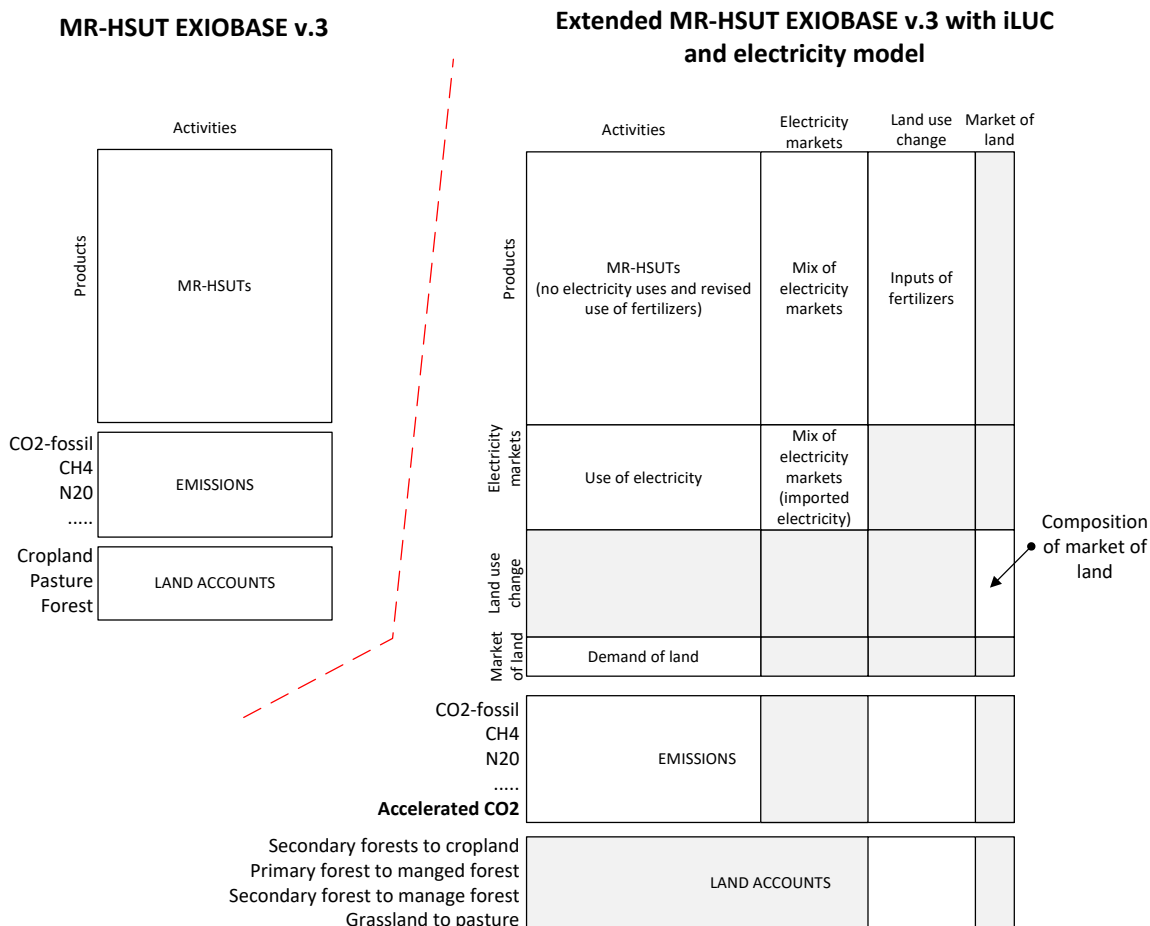 MR-HSUT EXIOBASE v.3
Activities
Products
MR-HSUTs
CO2-fossil
CH4
N20
.....
EMISSIONS
Cropland
Pasture
Forest
LAND ACCOUNTS
Extended MR-HSUT EXIOBASE v.3 with iLUC
and electricity model
Activities
Electricity
markets
Land use
change
Market of
land
Products
MR-HSUTs
(no electricity uses and revised
use of fertilizers)
Mix of
electricity
markets
Inputs of
fertilizers
Electricity
markets
Use of electricity
Mix of
electricity
markets
(imported
electricity)
Land use
change
Composition
of market of
land
Market
of land
Demand of land
CO2-fossil
CH4
N20
.....
Accelerated CO2
EMISSIONS
Secondary forests to cropland
Primary forest to manged forest
Secondary forest to manage forest
Grassland to pasture
LAND ACCOUNTS